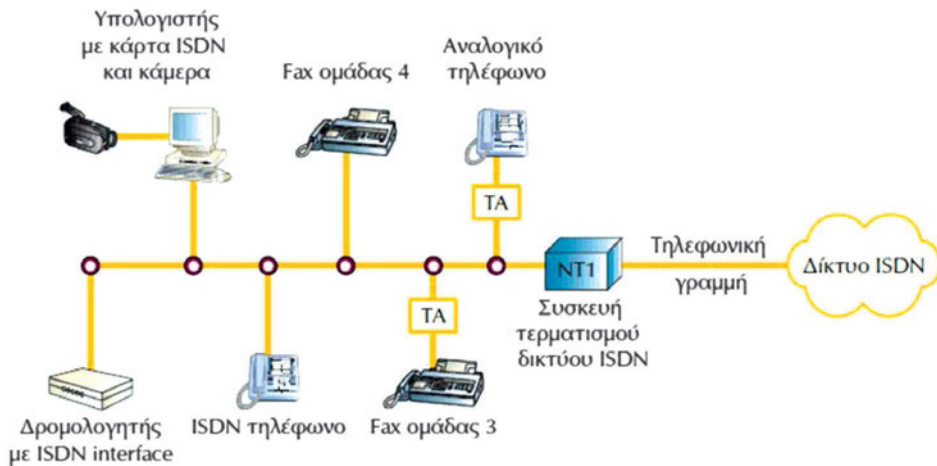 Υπολογιστής
με κάρτα ISDN
και κάμερα
Fax ομάδας 4
Αναλογικό
τηλέφωνο
TA
NT1
Τηλεφωνική
γραμμή
Δίκτυο ISDN
Συσκευή
τερματισμού
δικτύου ISDN
TA
Δρομολογητής
με ISDN interface
ISDN τηλέφωνο
Fax ομάδας 3